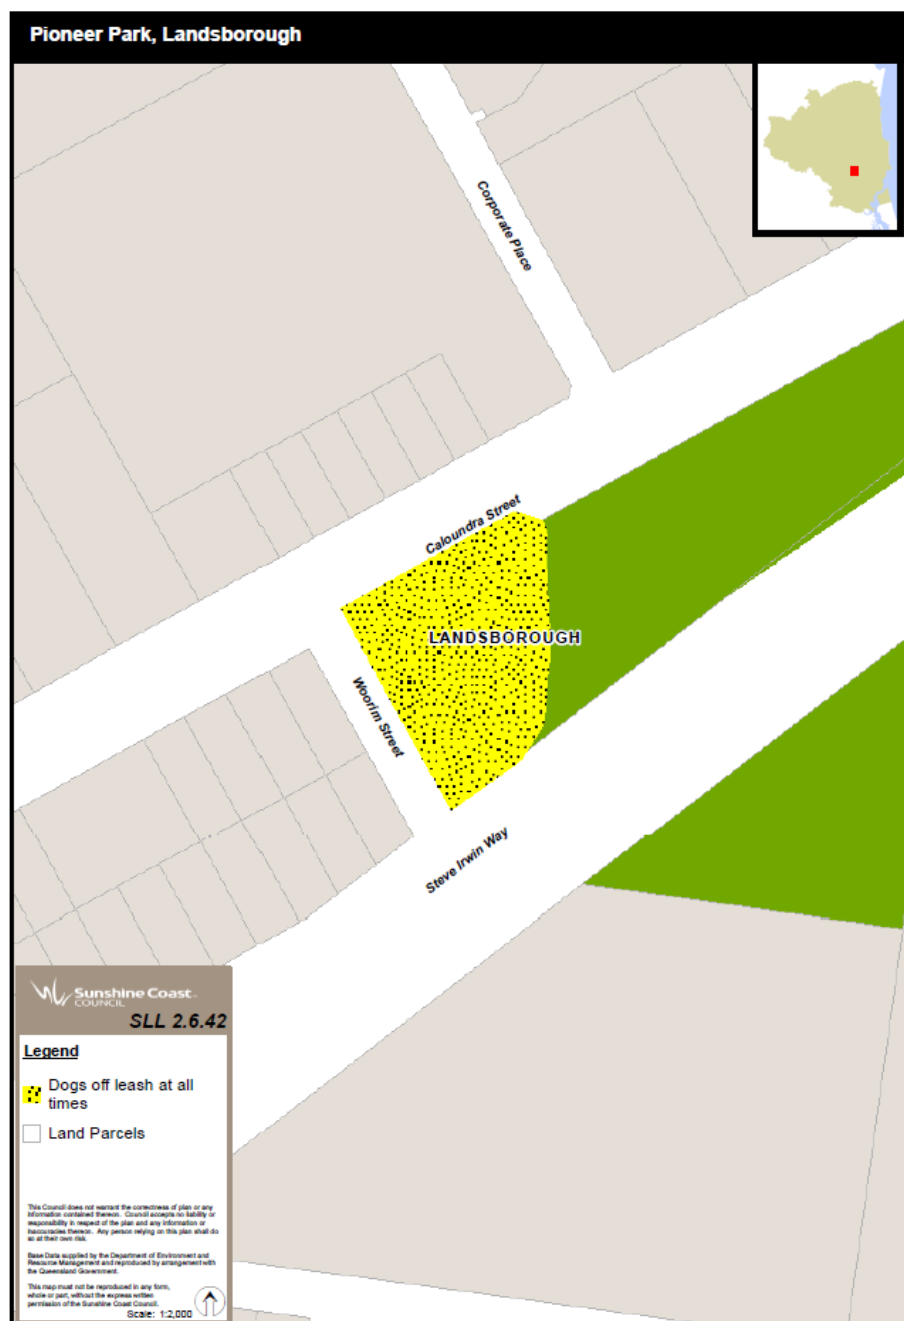 Pioneer Park, Landsborough
Corporate Place
Caloundra Street
LANDSBOROUGH
Woorim Street
Steve Irwin Way
Sunshine Coast
COUNCIL
SLL 2.6.42
Legend
Dogs off leash at all
times
Land Parcels
This Council does not warrant the correctness of plan or any
information contained thereon. Council accepts no liability or
responsibility in respect of the plan and any information or
inaccuracies thereon. Any person relying on this plan shall do
so at their own risk.
Base Data supplied by the Department of Environment and
Resource Management and reproduced by arrangement with
the Queensland Government.
This map must not be reproduced in any form,
whole or part, without the express written
permission of the Sunshine Coast Council.
Scale: 1:2,000